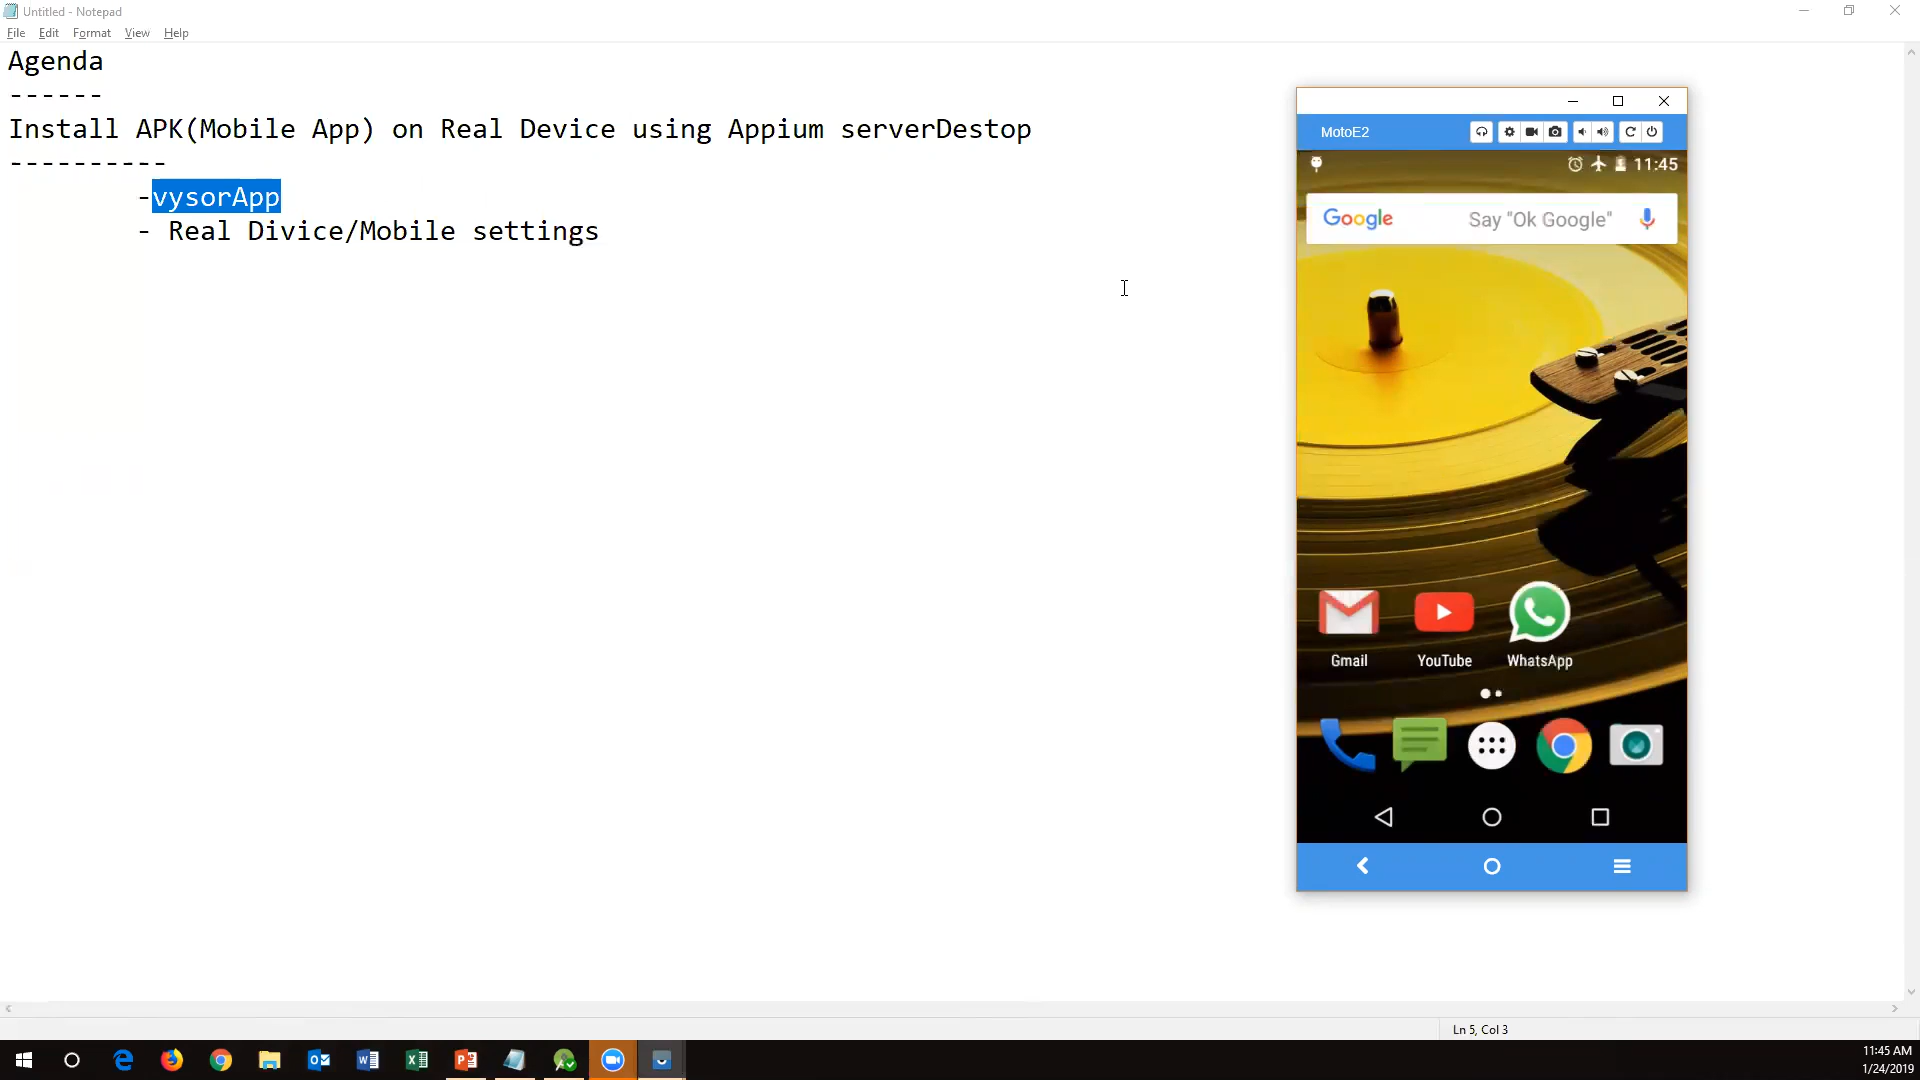 Untitled - Notepad
File Edit Format View Help
Agenda
------
Install APK(Mobile App) on Real Device using Appium serverDestop
----------
-vysorApp
- Real Divice/Mobile settings
MotoE2
11:45
Google Say "Ok Google"
Gmail YouTube WhatsApp
Ln 5, Col 3
11:45 AM
1/24/2019